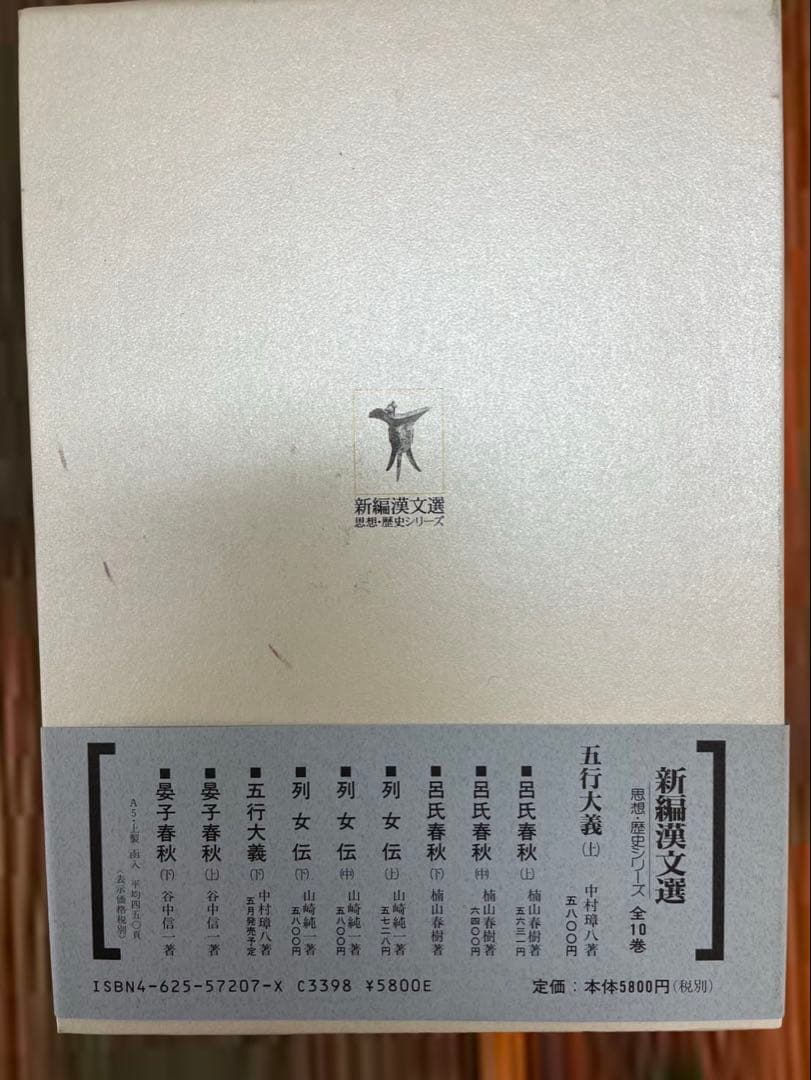 新編漢文選
思想・歴史シリーズ
新編漢文選
思想・歴史シリーズ 全10巻
五行大義(上) 中村璋八著
五八〇〇円
■呂氏春秋(上) 楠山春樹著
五六三一円
■呂氏春秋(中) 楠山春樹著
六四〇〇円
■呂氏春秋(下) 楠山春樹著
■列女伝(上) 山崎純一著
五七二八円
■列女伝(中) 山崎純一著
五八〇〇円
■列女伝(下) 山崎純一著
五八〇〇円
■五行大義(下) 中村璋八著
五月発売予定
■晏子春秋(上) 谷中信一著
■晏子春秋(下) 谷中信一著
A5・上製 函入 平均四五〇頁
〈表示価格税別〉
ISBN4-625-57207-X C3398 ¥5800E
定価：本体5800円(税別)